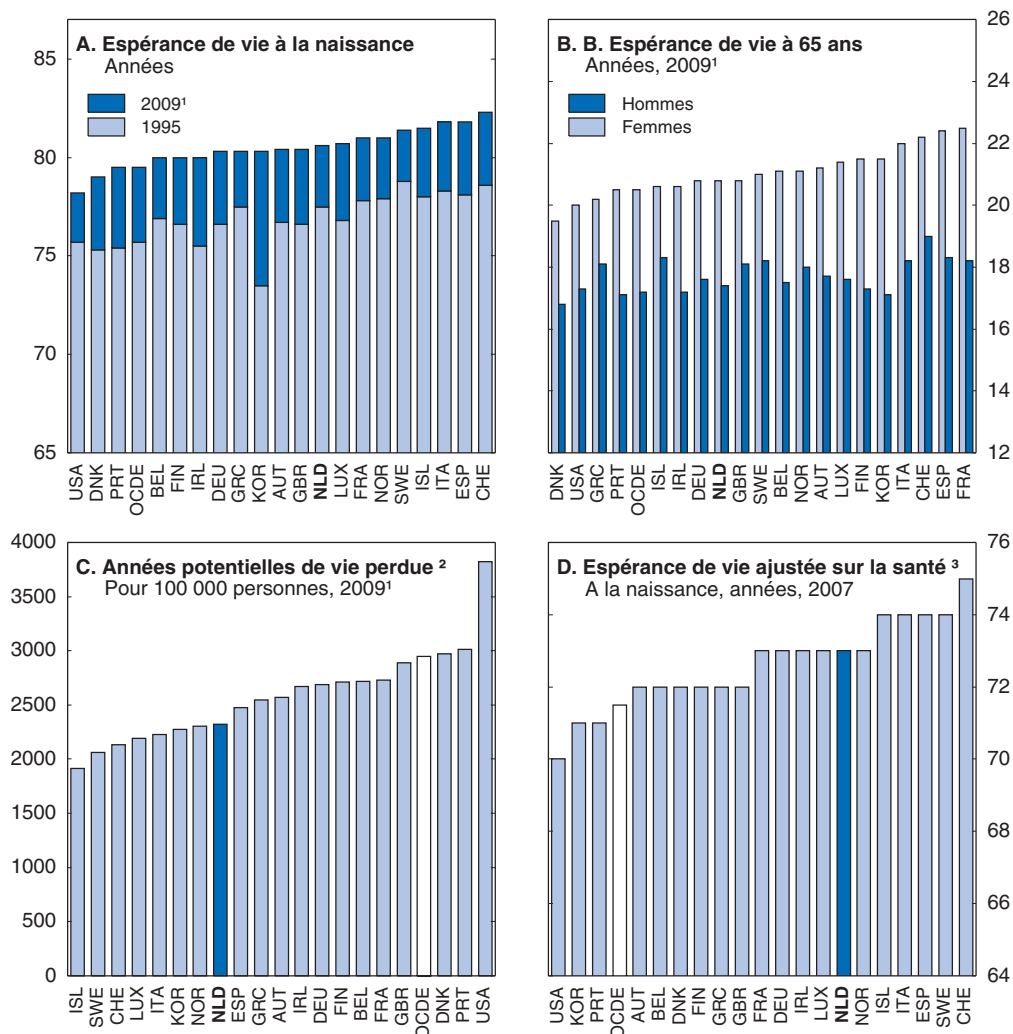 A. Espérance de vie à la naissance
Années
2009¹
1995
85
80
75
70
65
USA DNK PRT OCDE BEL FIN IRL DEU GRC KOR AUT GBR NLD LUX FRA NOR SWE ISL ITA ESP CHE
B. B. Espérance de vie à 65 ans
Années, 2009¹
Hommes
Femmes
26
24
22
20
18
16
14
12
DNK USA GRC PRT OCDE ISL IRL DEU NLD GBR SWE BEL NOR AUT LUX FIN KOR ITA CHE ESP FRA
C. Années potentielles de vie perdue ²
Pour 100 000 personnes, 2009¹
4000
3500
3000
2500
2000
1500
1000
500
0
ISL SWE CHE LUX ITA KOR NOR NLD ESP GRC AUT IRL DEU FIN BEL FRA GBR OCDE DNK PRT USA
D. Espérance de vie ajustée sur la santé ³
A la naissance, années, 2007
76
74
72
70
68
66
64
USA KOR PRT OCDE AUT BEL DNK FIN GRC GBR FRA DEU IRL LUX NLD NOR ISL ITA ESP SWE CHE